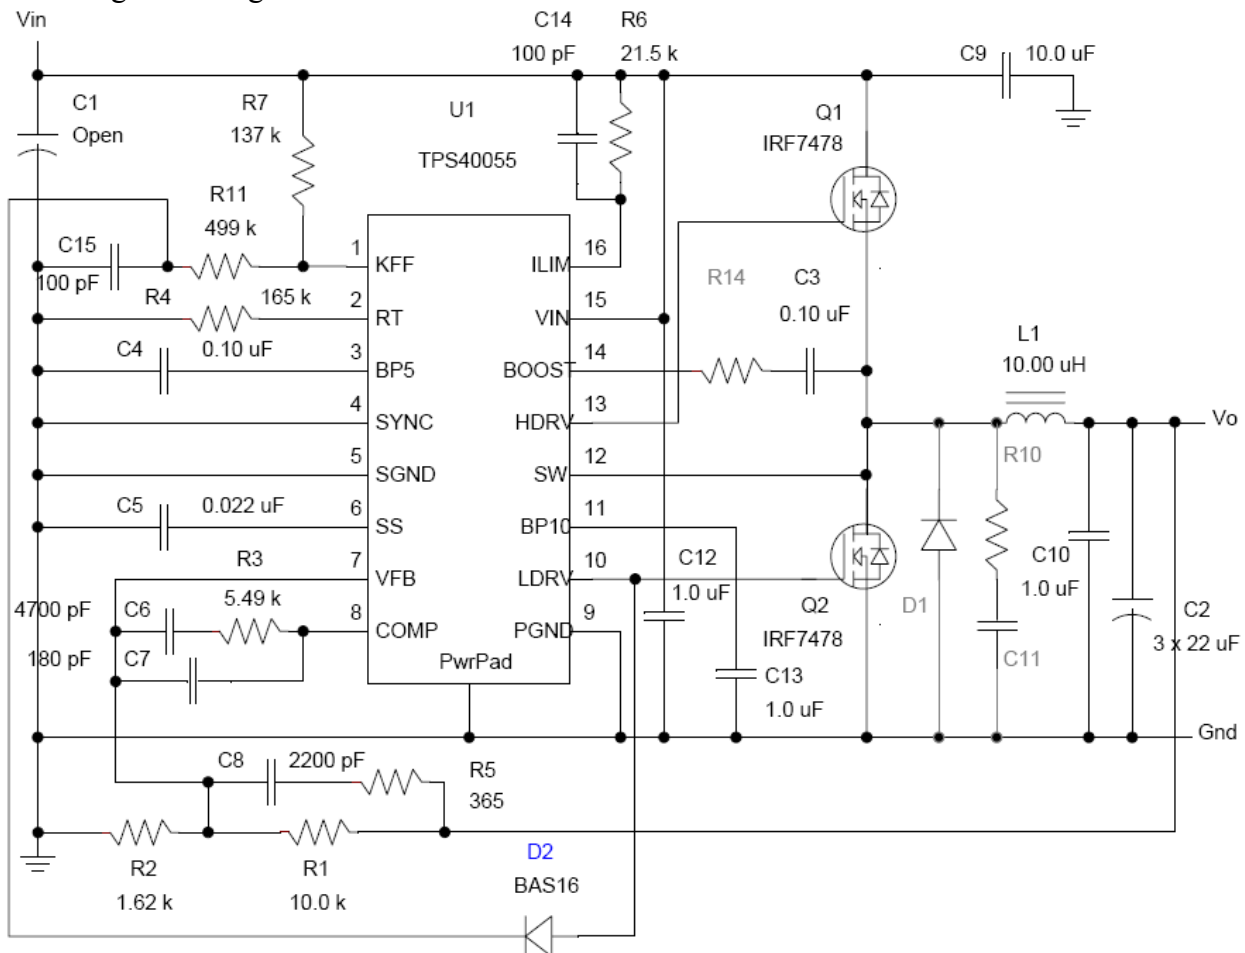 Vin
C14
100 pF
R6
21.5 k
C9
10.0 uF
C1
Open
R7
137 k
U1
TPS40055
Q1
IRF7478
R11
499 k
C15
100 pF
1
KFF
ILIM
16
R14
C3
0.10 uF
R4
165 k
2
RT
VIN
15
L1
10.00 uH
C4
0.10 uF
3
BP5
BOOST
14
4
SYNC
HDRV
13
Vo
5
SGND
SW
12
R10
C5
0.022 uF
6
SS
BP10
11
R3
5.49 k
7
VFB
LDRV
10
C12
1.0 uF
C10
1.0 uF
4700 pF
C6
Q2
IRF7478
D1
C2
3 x 22 uF
8
COMP
PGND
9
180 pF
C7
PwrPad
C13
1.0 uF
C11
Gnd
C8
2200 pF
R5
365
R2
1.62 k
R1
10.0 k
D2
BAS16